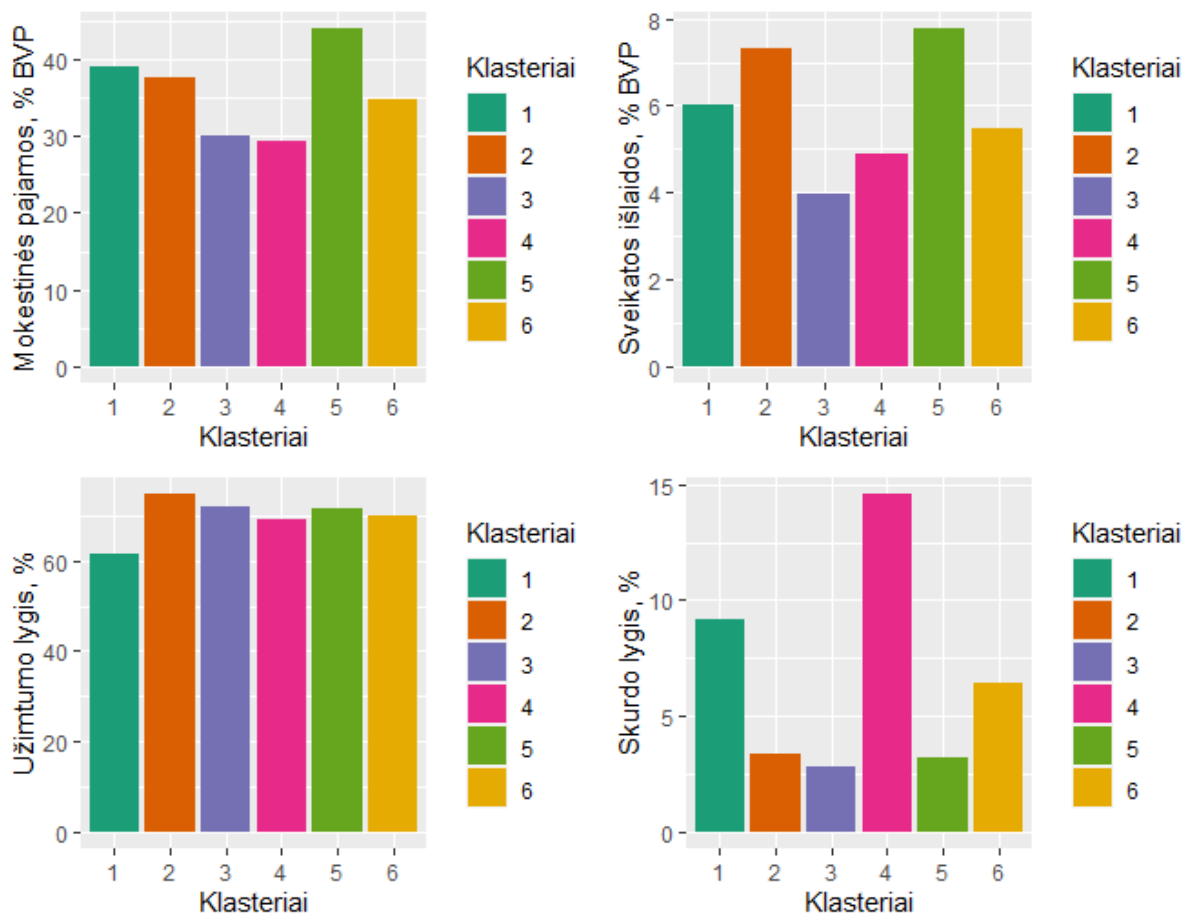 Mokestinės pajamos, % BVP
40
30
20
10
0
1 2 3 4 5 6
Klasteriai
Klasteriai
1
2
3
4
5
6
Sveikatos išlaidos, % BVP
8
6
4
2
0
1 2 3 4 5 6
Klasteriai
Klasteriai
1
2
3
4
5
6
Užimtumo lygis, %
60
40
20
0
1 2 3 4 5 6
Klasteriai
Klasteriai
1
2
3
4
5
6
Skurdo lygis, %
15
10
5
0
1 2 3 4 5 6
Klasteriai
Klasteriai
1
2
3
4
5
6